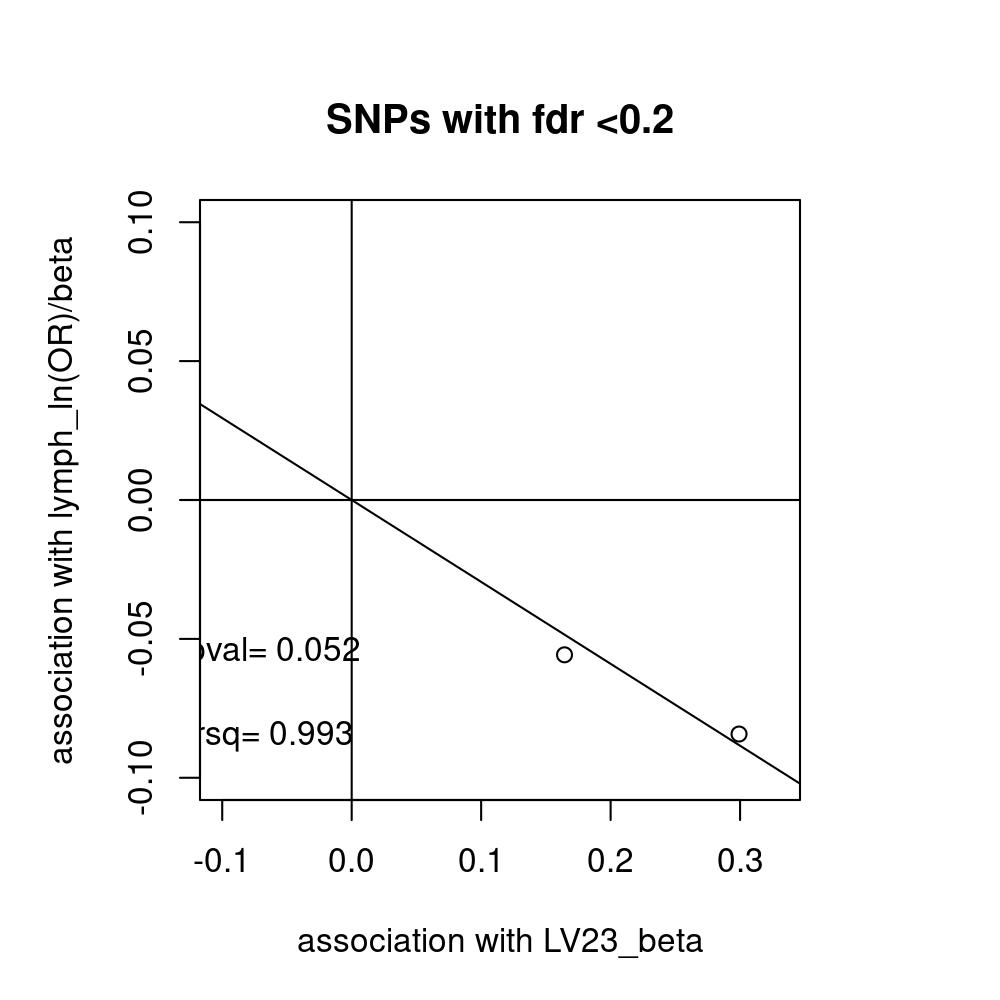 SNPs with fdr <0.2
association with lymph_ln(OR)/beta
0.10
0.05
0.00
-0.05
-0.10
pval= 0.052
rsq= 0.993
-0.1 0.0 0.1 0.2 0.3
association with LV23_beta